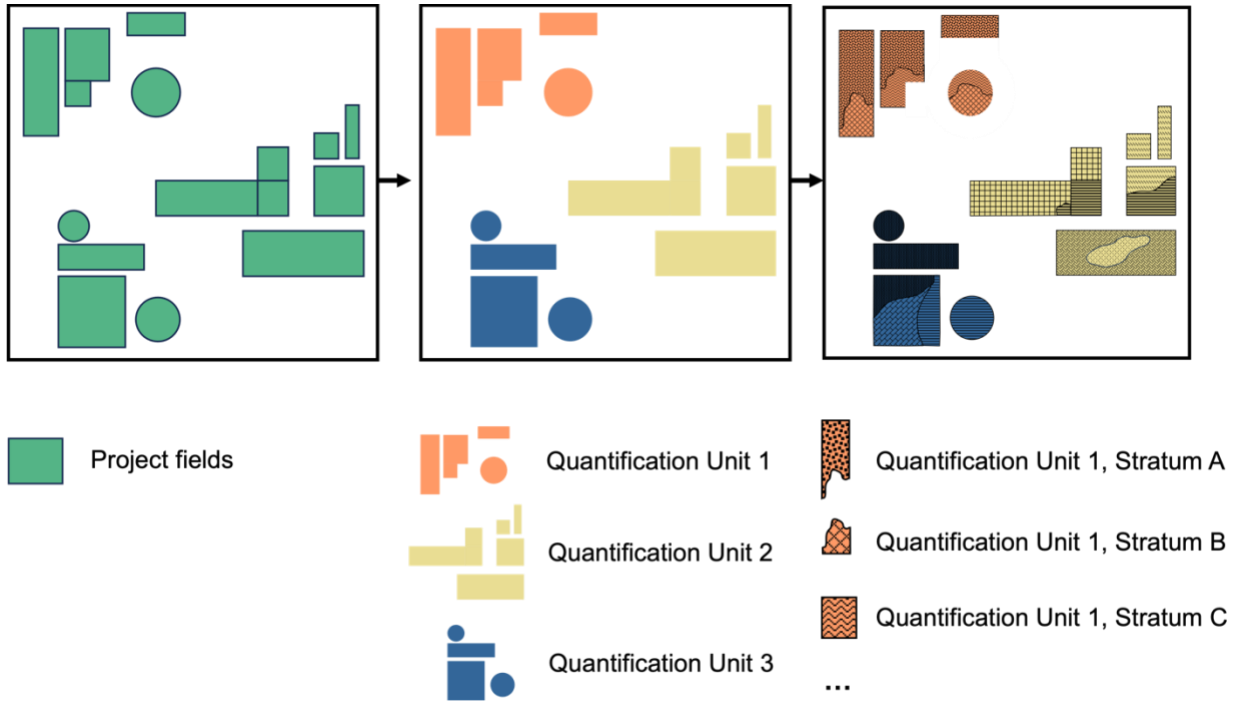 Project fields
Quantification Unit 1
Quantification Unit 2
Quantification Unit 3
Quantification Unit 1, Stratum A
Quantification Unit 1, Stratum B
Quantification Unit 1, Stratum C
...